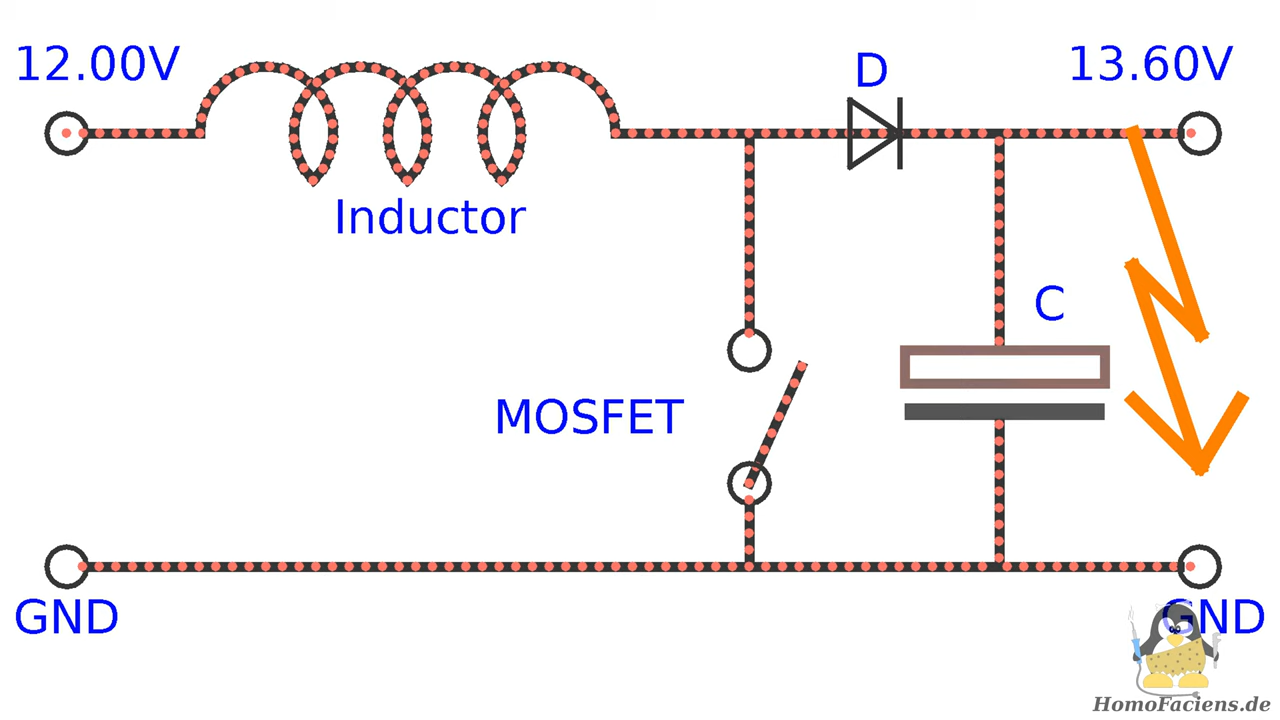 12.00V
D
13.60V
Inductor
C
MOSFET
GND
GND
HomoFaciens.de